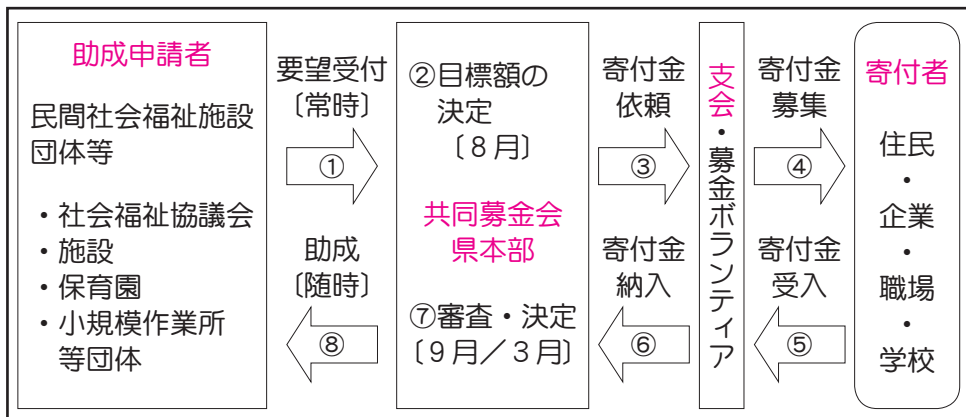 助成申請者
民間社会福祉施設
団体等
・社会福祉協議会
・施設
・保育園
・小規模作業所
等団体
要望受付
〔常時〕
①
助成
〔随時〕
⑧
②目標額の
決定
〔8月〕
共同募金会
県本部
⑦審査・決定
〔9月／3月〕
寄付金
依頼
③
寄付金
納入
⑥
支会・募金ボランティア
寄付金
募集
④
寄付金
受入
⑤
寄付者
住民
・
企業
・
職場
・
学校